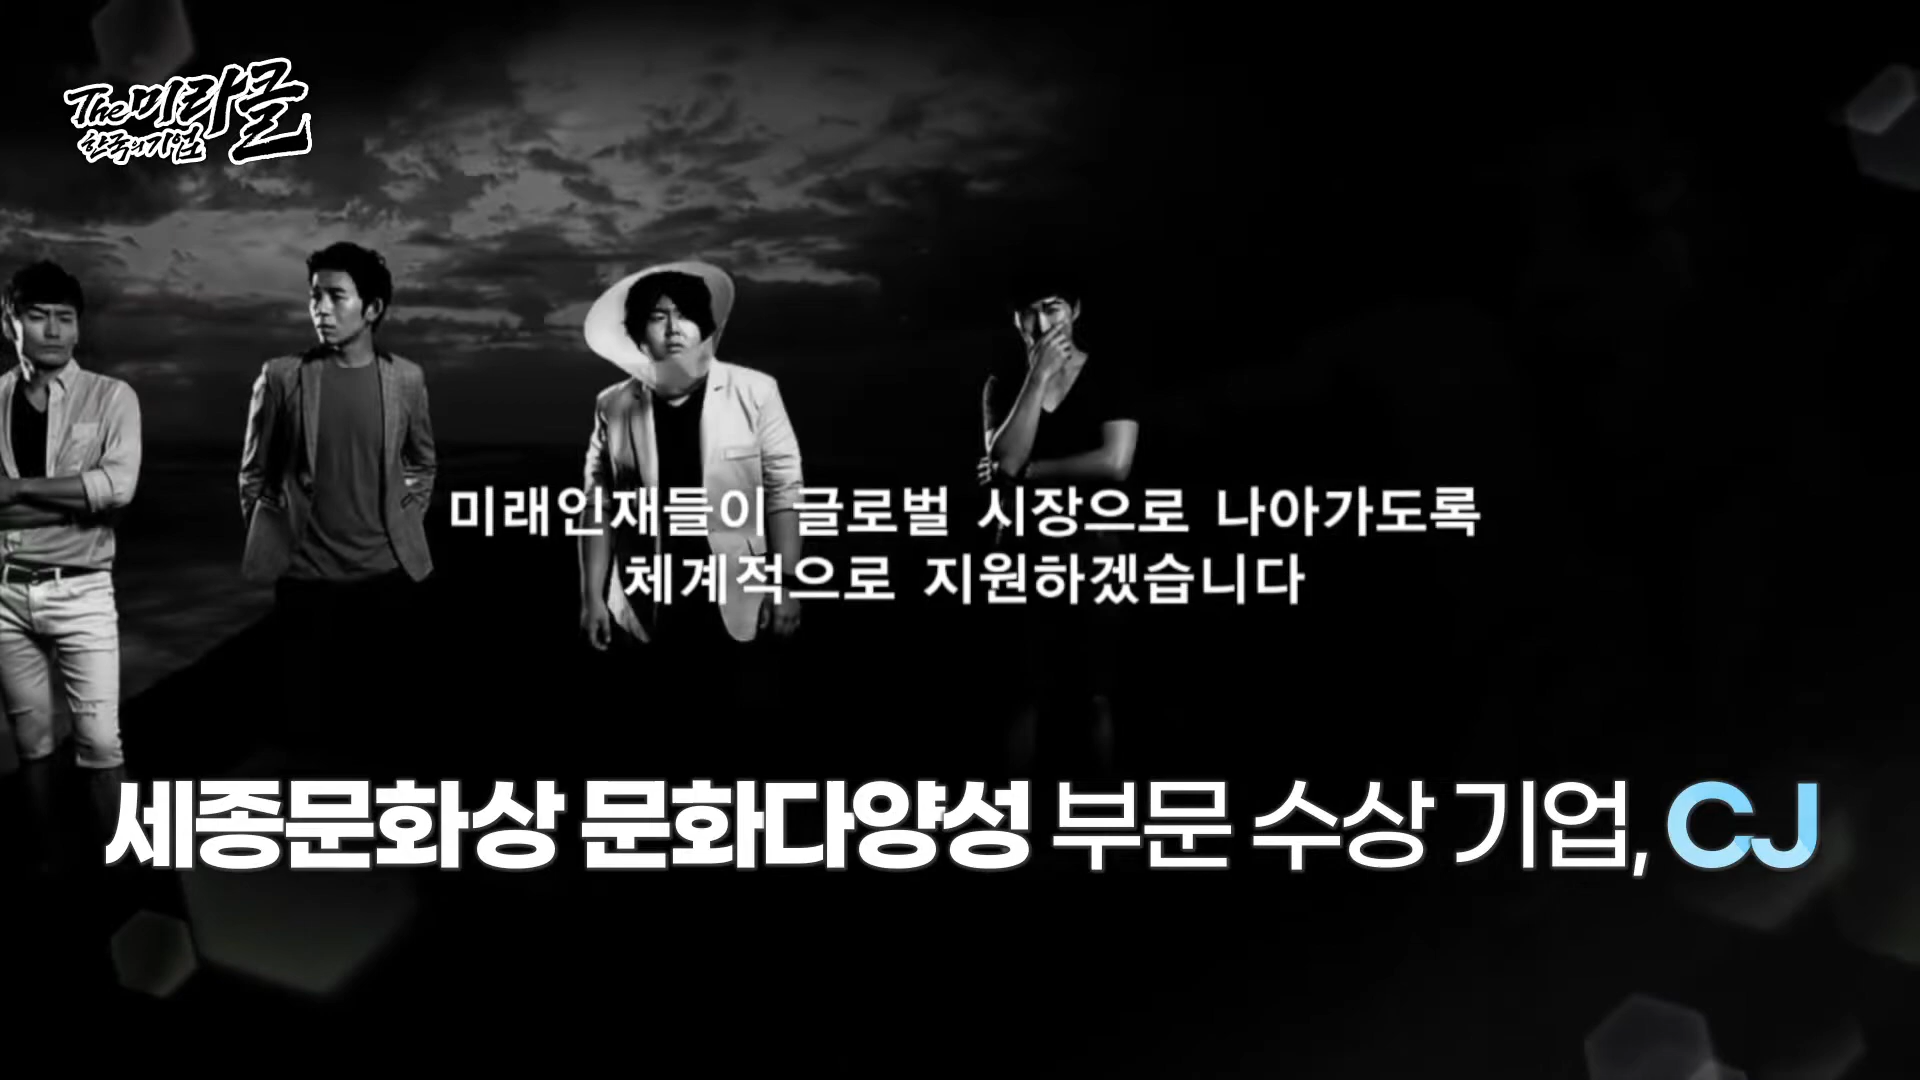 The 미라클
한국의 기업
미래인재들이 글로벌 시장으로 나아가도록
체계적으로 지원하겠습니다
세종문화상 문화다양성 부문 수상 기업, CJ